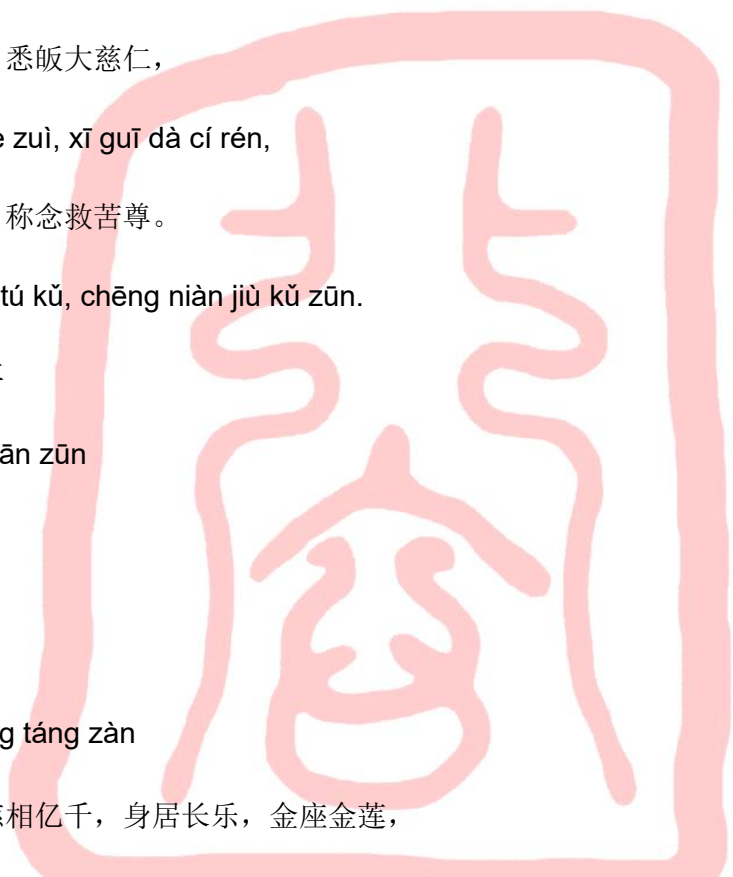 悉皈大慈仁，
zuì, xī guī dà cí rén,
称念救苦尊。
tú kǔ, chēng niàn jiù kǔ zūn.
ān zūn
g táng zàn
相亿千，身居长乐，金座金莲，